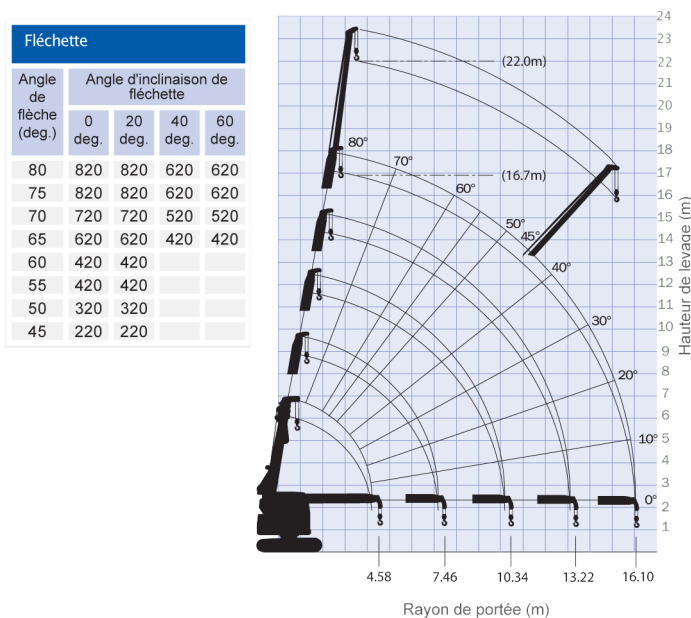 Fléchette
Angle de flèche (deg.) Angle d'inclinaison de fléchette
0 deg. 20 deg. 40 deg. 60 deg.
80 820 820 620 620
75 820 820 620 620
70 720 720 520 520
65 620 620 420 420
60 420 420
55 420 420
50 320 320
45 220 220
24
23
22
21
20
19
18
17
16
15
14
13
12
11
10
9
8
7
6
5
4
3
2
1
Hauteur de levage (m)
(22.0m)
(16.7m)
80°
70°
60°
50°
45°
40°
30°
20°
10°
0°
4.58 7.46 10.34 13.22 16.10
Rayon de portée (m)